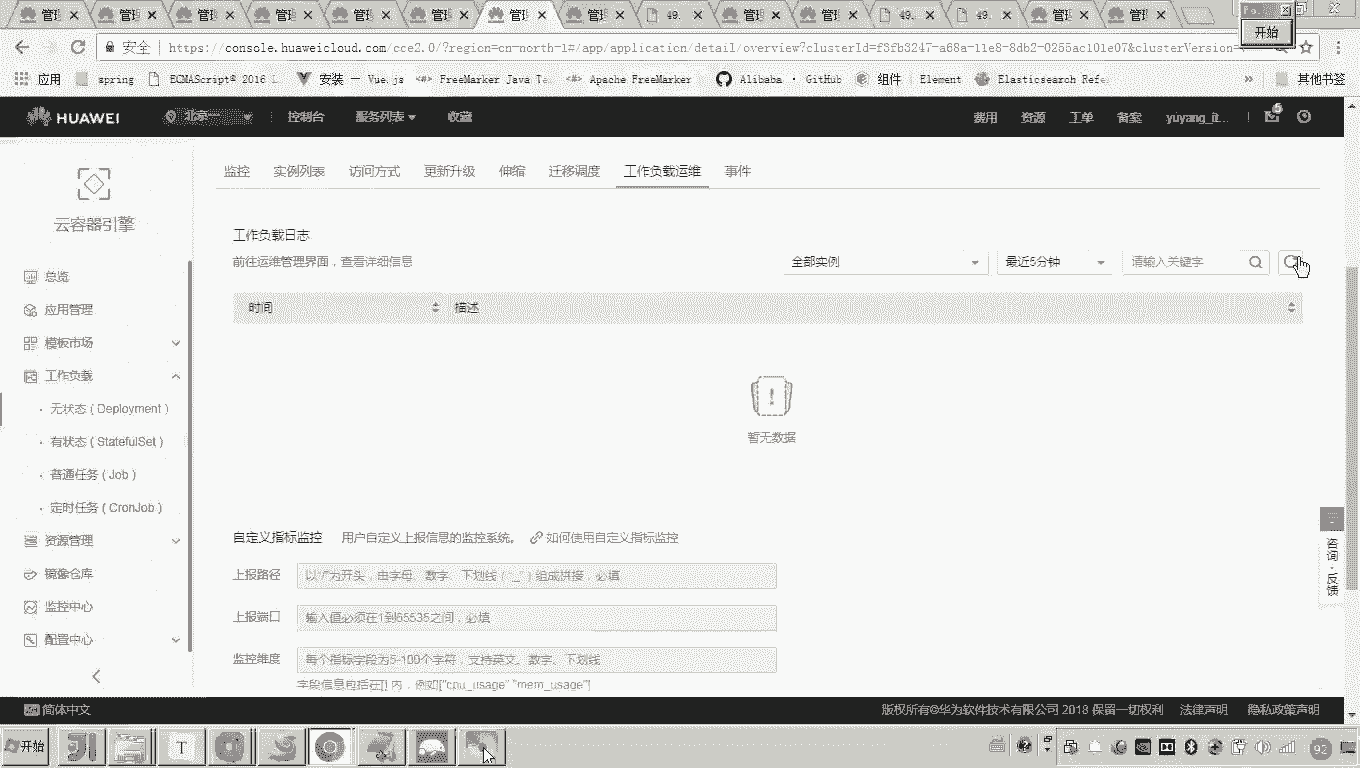 管理 管理 管理 管理 管理 管理 管理 管理 49. 管理 管理 49. 49. 管理 管理
开始
安全 https://console.huaweicloud.com/cce2.0/?region=cn-north-1#/app/application/detail/overview?clusterId=f3fb3247-a68a-11e8-8db2-0255ac101e07&clusterVersion=
应用 spring ECMAScript® 2016 L 安装 — Vue.js FreeMarker Java Te Apache FreeMarker Alibaba · GitHub 组件 Element Elasticsearch Refe » 其他书签
HUAWEI 北京一 控制台 服务列表 收藏 费用 资源 工单 备案 yuyang_it... 5
云容器引擎
总览
应用管理
模板市场
工作负载
· 无状态 ( Deployment )
· 有状态 ( StatefulSet )
· 普通任务 ( Job )
· 定时任务 ( CronJob )
资源管理
镜像仓库
监控中心
配置中心
监控 实例列表 访问方式 更新升级 伸缩 迁移调度 工作负载运维 事件
工作负载日志
前往运维管理界面，查看详细信息 全部实例 最近5分钟 请输入关键字
时间 描述
暂无数据
自定义指标监控 用户自定义上报信息的监控系统。 如何使用自定义指标监控
上报路径 以"/"为开头，由字母、数字、下划线（"_"）组成拼接，必填
上报端口 输入值必须在1到65535之间，必填
监控维度 每个指标字段为5-100个字符，支持英文、数字、下划线
字段信息包括在[] 内，例如["cpu_usage" "mem_usage"]
咨询·反馈
简体中文 版权所有©华为软件技术有限公司 2018 保留一切权利 法律声明 隐私政策声明
开始 T 92